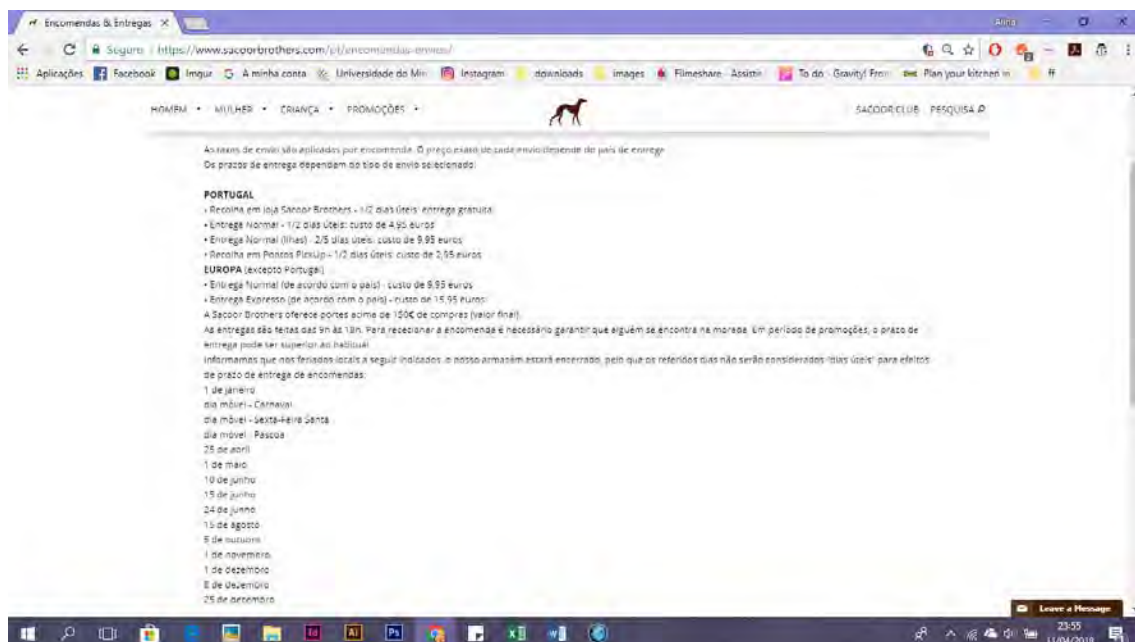 Encomendas & Entregas
Anna
Seguro
https://www.sacoorbrothers.com/pt/encomendas-envios/
Aplicações Facebook Imgur A minha conta Universidade do Min Instagram downloads images Filmeshare Assistir To do Gravity! Plan your kitchen in ff
HOMEM • MULHER • CRIANÇA • PROMOÇÕES •
SACOOR CLUB PESQUISA
As taxas de envio são aplicadas por encomenda. O preço exato de cada envio depende do país de entrega
Os prazos de entrega dependem do tipo de envio selecionado:
PORTUGAL
• Recolha em loja Sacoor Brothers - 1/2 dias úteis: entrega gratuita
• Entrega Normal - 1/2 dias úteis: custo de 4,95 euros
• Entrega Normal (Ilhas) - 2/5 dias úteis: custo de 9,95 euros
• Recolha em Pontos PickUp - 1/2 dias úteis: custo de 2,95 euros
EUROPA (excepto Portugal)
• Entrega Normal (de acordo com o país) - custo de 9,95 euros
• Entrega Expresso (de acordo com o país) - custo de 15,95 euros
A Sacoor Brothers oferece portes acima de 150€ de compras (valor final).
As entregas são feitas das 9h às 18h. Para rececionar a encomenda é necessário garantir que alguém se encontra na morada. Em período de promoções, o prazo de
entrega pode ser superior ao habitual.
Informamos que nos feriados locais a seguir indicados, o nosso armazém estará encerrado, pelo que os referidos dias não serão considerados "dias úteis" para efeitos
de prazo de entrega de encomendas:
1 de janeiro
dia móvel - Carnaval
dia móvel - Sexta-Feira Santa
dia móvel - Pascoa
25 de abril
1 de maio
10 de junho
15 de junho
24 de junho
15 de agosto
5 de outubro
1 de novembro
1 de dezembro
8 de dezembro
25 de dezembro
Leave a Message
23:55
11/04/2018